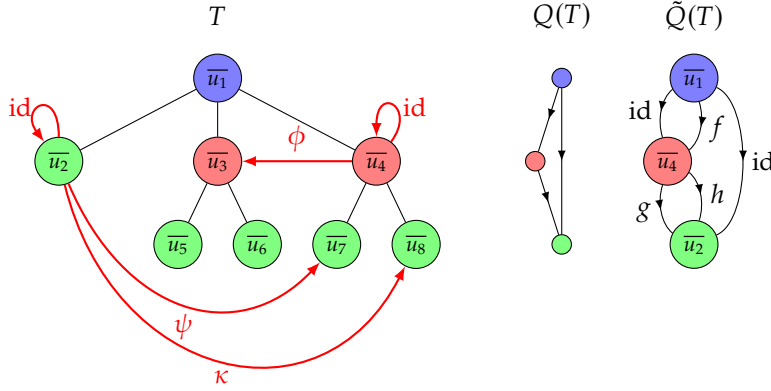 T Q(T) Q̃(T)
id u̅₁ id u̅₁
ϕ id f
u̅₂ u̅₃ u̅₄ u̅₄ id
g h
u̅₅ u̅₆ u̅₇ u̅₈ u̅₂
ψ
κ